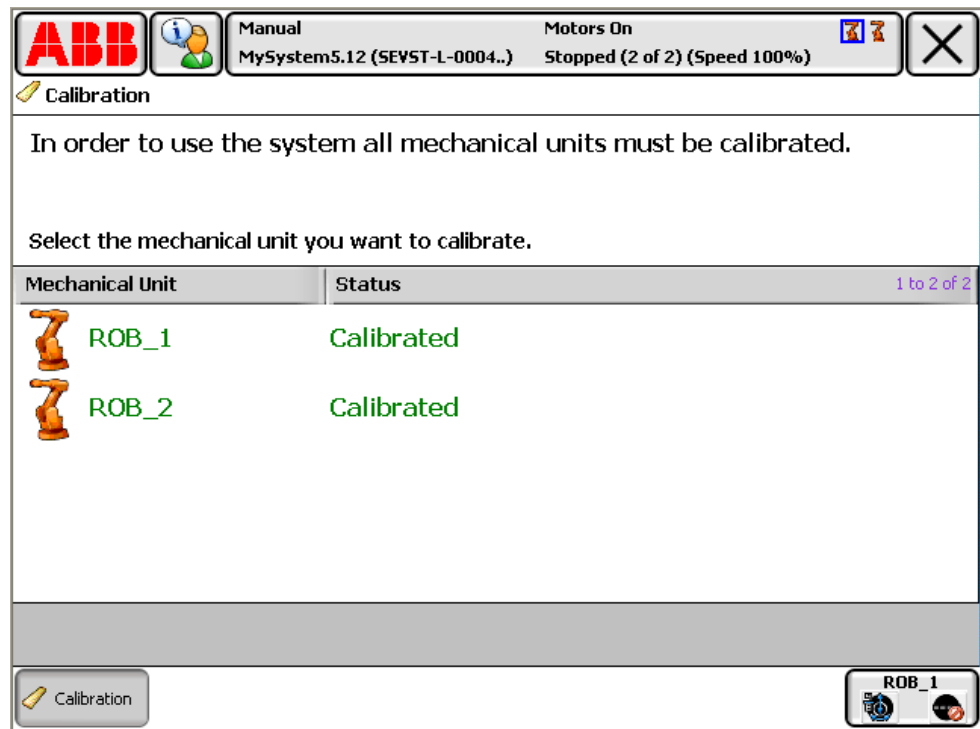 ABB
Manual
Motors On
MySystem5.12 (SEVST-L-0004..)
Stopped (2 of 2) (Speed 100%)
Calibration
In order to use the system all mechanical units must be calibrated.
Select the mechanical unit you want to calibrate.
Mechanical Unit
Status
1 to 2 of 2
ROB_1
Calibrated
ROB_2
Calibrated
Calibration
ROB_1